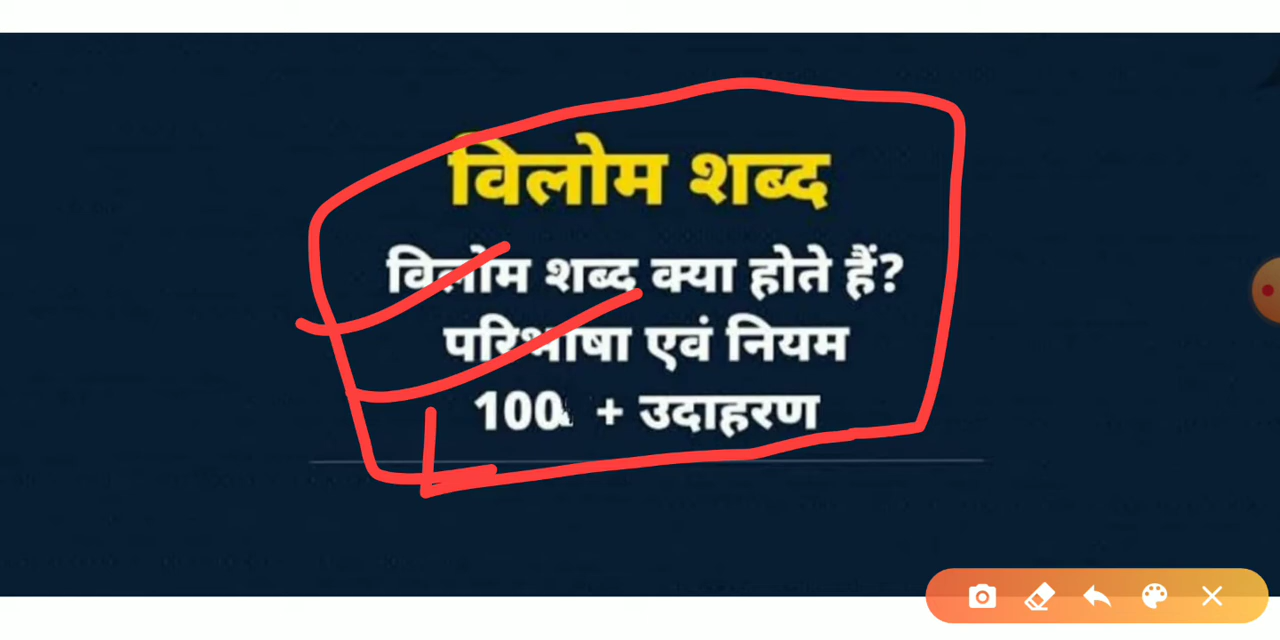 विलोम शब्द
विलोम शब्द क्या होते हैं?
परिभाषा एवं नियम
100 + उदाहरण